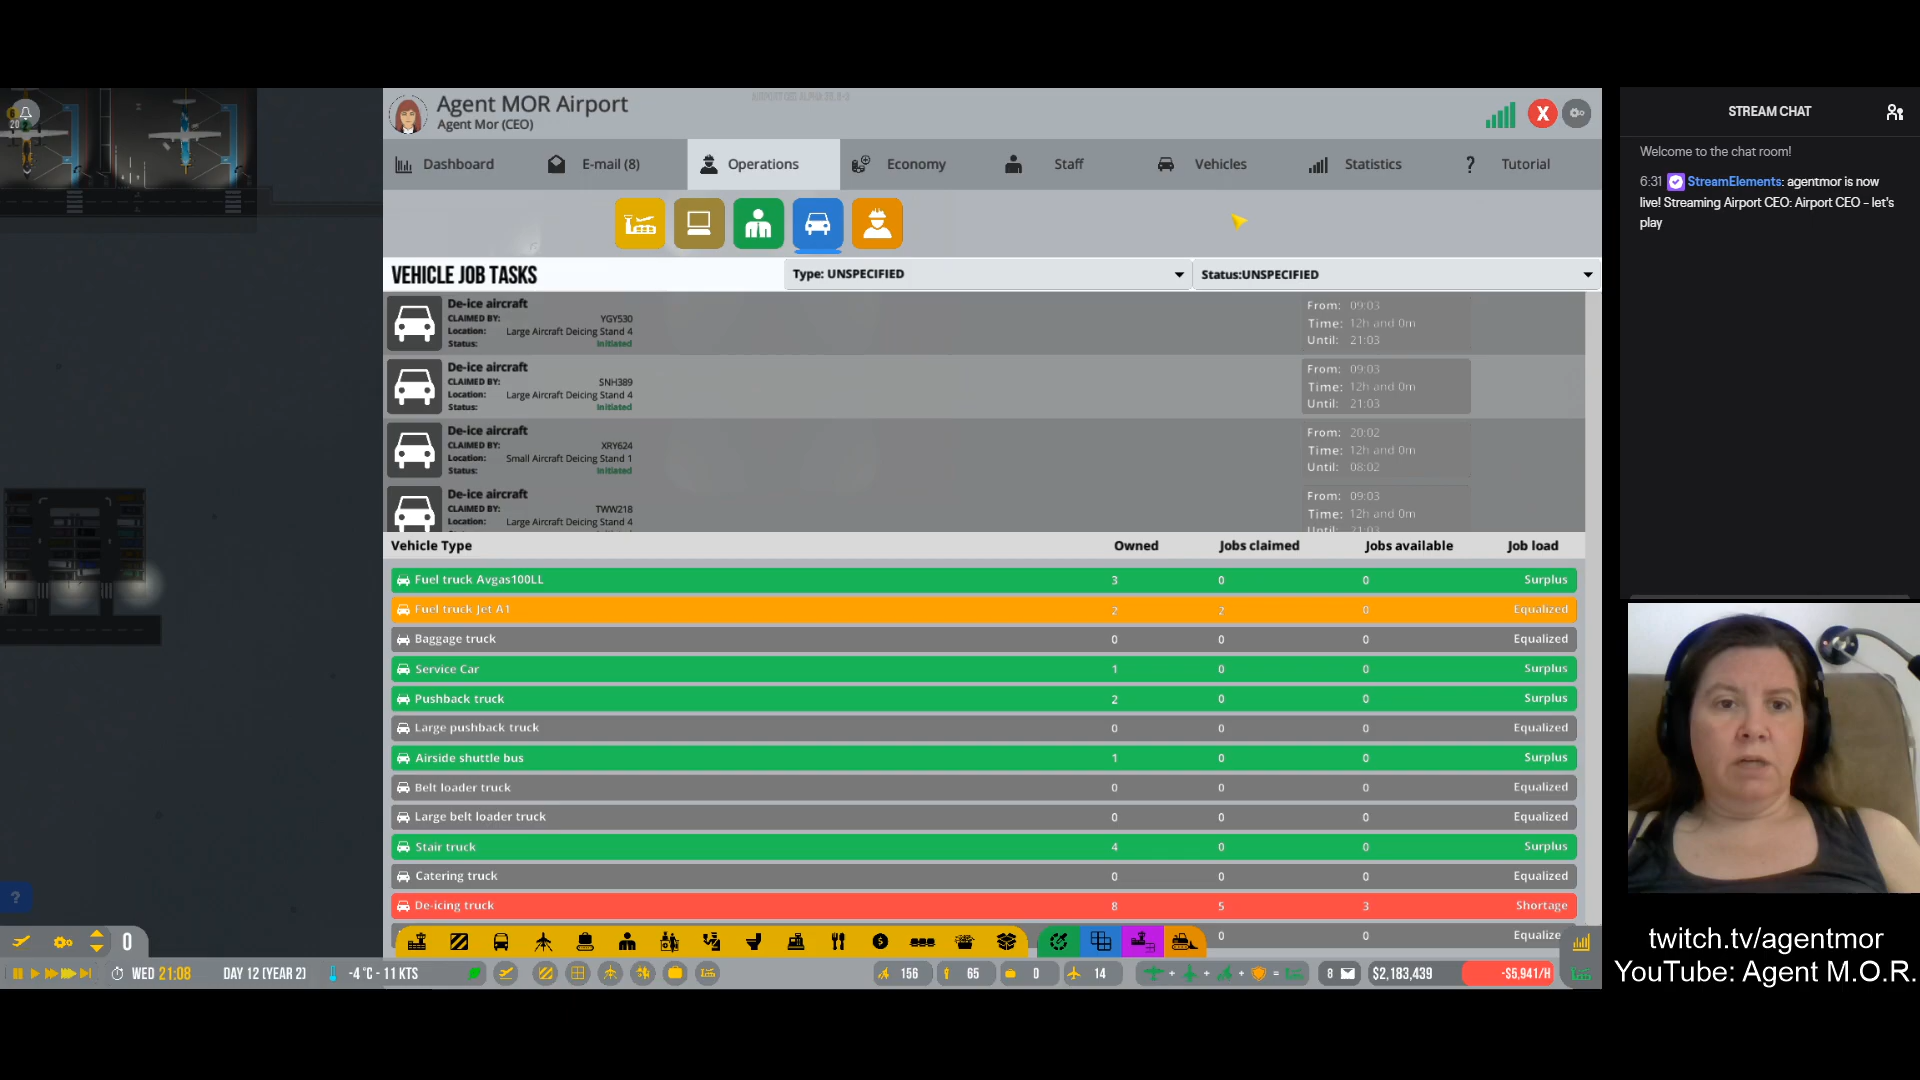 Agent MOR Airport
Agent Mor (CEO)
20
X
Dashboard
E-mail (8)
Operations
Economy
Staff
Vehicles
Statistics
? Tutorial
VEHICLE JOB TASKS
Type: UNSPECIFIED
Status:UNSPECIFIED
De-ice aircraft
CLAIMED BY: YGY530
Location: Large Aircraft Deicing Stand 4
Status: Initiated
From: 09:03
Time: 12h and 0m
Until: 21:03
De-ice aircraft
CLAIMED BY: SNH389
Location: Large Aircraft Deicing Stand 4
Status: Initiated
From: 09:03
Time: 12h and 0m
Until: 21:03
De-ice aircraft
CLAIMED BY: XRY624
Location: Small Aircraft Deicing Stand 1
Status: Initiated
From: 20:02
Time: 12h and 0m
Until: 08:02
De-ice aircraft
CLAIMED BY: TWW218
Location: Large Aircraft Deicing Stand 4
From: 09:03
Time: 12h and 0m
Until: 21:03
Vehicle Type Owned Jobs claimed Jobs available Job load
Fuel truck Avgas100LL 3 0 0 Surplus
Fuel truck Jet A1 2 2 0 Equalized
Baggage truck 0 0 0 Equalized
Service Car 1 0 0 Surplus
Pushback truck 2 0 0 Surplus
Large pushback truck 0 0 0 Equalized
Airside shuttle bus 1 0 0 Surplus
Belt loader truck 0 0 0 Equalized
Large belt loader truck 0 0 0 Equalized
Stair truck 4 0 0 Surplus
Catering truck 0 0 0 Equalized
De-icing truck 8 5 3 Shortage
0 0 Equalize
?
0
WED 21:08
DAY 12 (YEAR 2)
-4 °C - 11 KTS
156
65
0
14
+ + + =
8
$2,183,439
-$5,941/H
STREAM CHAT
Welcome to the chat room!
6:31 StreamElements: agentmor is now
live! Streaming Airport CEO: Airport CEO - let's
play
twitch.tv/agentmor
YouTube: Agent M.O.R.